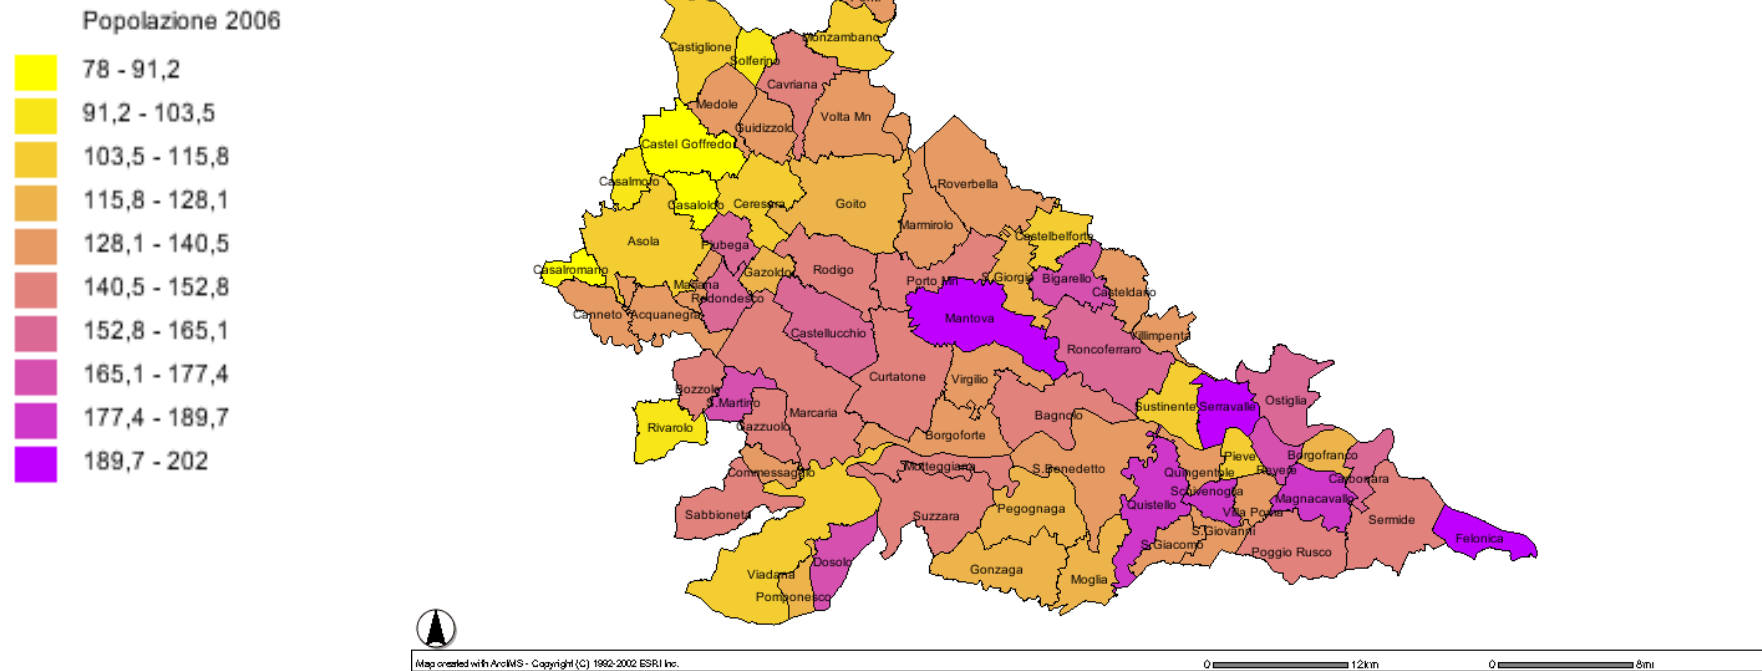 Popolazione 2006
78 - 91,2
91,2 - 103,5
103,5 - 115,8
115,8 - 128,1
128,1 - 140,5
140,5 - 152,8
152,8 - 165,1
165,1 - 177,4
177,4 - 189,7
189,7 - 202
Monzambano
Castiglione
Solferino
Cavriana
Medole
Volta Mn
Guidizzolo
Castel Goffredo
Casalmoro
Roverbella
Casaloldo
Ceresara
Goito
Marmirolo
Castelbelforte
Asola
Piubega
Casalromano
Gazoldo
Rodigo
Porto Mn
S.Giorgio
Bigarello
Mariana
Redondesco
Casteldario
Canneto
Acquanegra
Mantova
Castellucchio
Villimpenta
Roncoferraro
Curtatone
Virgilio
Bozzolo
S.Martino
Marcaria
Bagnolo
Sustinente
Serravalle
Ostiglia
Rivarolo
Gazzuolo
Borgoforte
Pieve
Borgofranco
Commessaggio
Motteggiana
S.Benedetto
Quingentole
Revere
Carbonara
Schivenoglia
Magnacavallo
Quistello
Pegognaga
Villa Poma
Sabbioneta
Suzzara
Sermide
S.Giovanni
S.Giacomo
Poggio Rusco
Felonica
Dosolo
Viadana
Gonzaga
Moglia
Pomponesco
Map created with ArcIMS - Copyright (C) 1992-2002 ESRI Inc.
0 12km
0 8mi